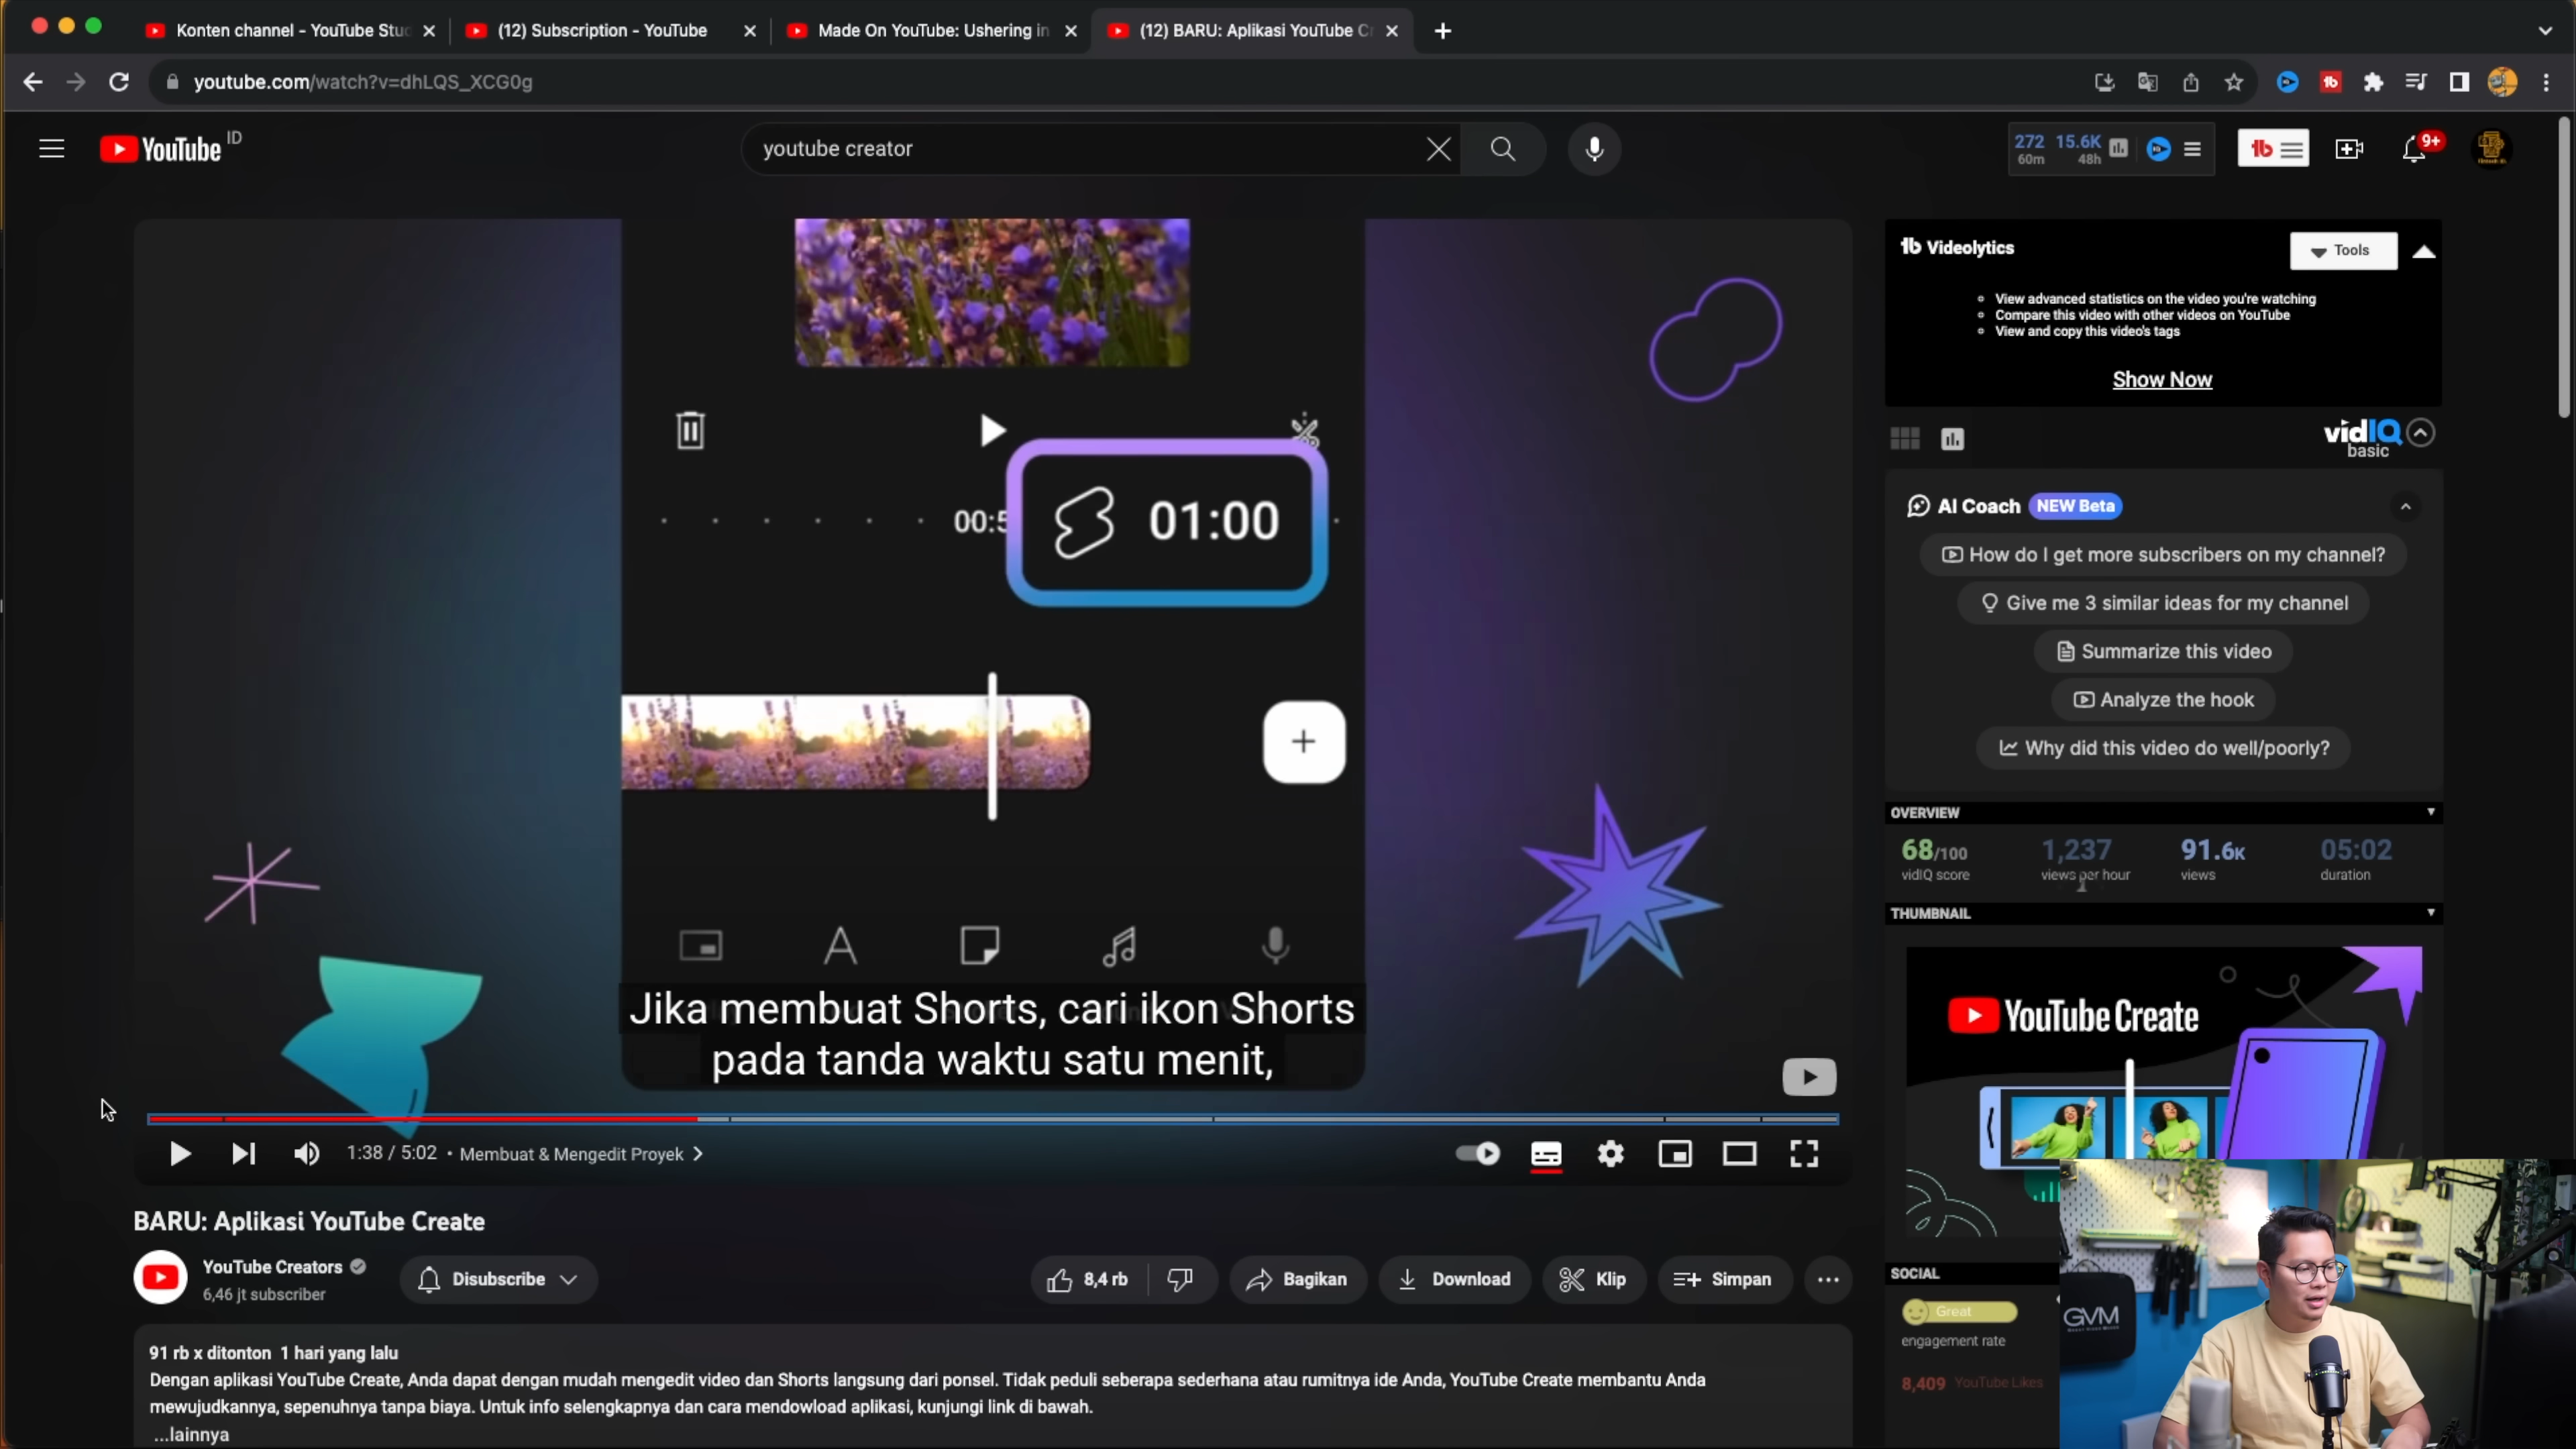 Konten channel - YouTube Stu
(12) Subscription - YouTube
Made On YouTube: Ushering in
(12) BARU: Aplikasi YouTube C
youtube.com/watch?v=dhLQS_XCG0g
YouTube ID
youtube creator
272 15.6K
60m 48h
9+
00:5
01:00
Jika membuat Shorts, cari ikon Shorts
pada tanda waktu satu menit,
1:38 / 5:02 • Membuat & Mengedit Proyek
BARU: Aplikasi YouTube Create
YouTube Creators
6,46 jt subscriber
Disubscribe
8,4 rb
Bagikan
Download
Klip
Simpan
91 rb x ditonton 1 hari yang lalu
Dengan aplikasi YouTube Create, Anda dapat dengan mudah mengedit video dan Shorts langsung dari ponsel. Tidak peduli seberapa sederhana atau rumitnya ide Anda, YouTube Create membantu Anda
mewujudkannya, sepenuhnya tanpa biaya. Untuk info selengkapnya dan cara mendowload aplikasi, kunjungi link di bawah.
...lainnya
Videolytics
Tools
View advanced statistics on the video you're watching
Compare this video with other videos on YouTube
View and copy this video's tags
Show Now
vidIQ
basic
AI Coach NEW Beta
How do I get more subscribers on my channel?
Give me 3 similar ideas for my channel
Summarize this video
Analyze the hook
Why did this video do well/poorly?
OVERVIEW
68/100 1,237 91.6K 05:02
vidIQ score views per hour views duration
THUMBNAIL
YouTube Create
SOCIAL
Great
engagement rate
8,409 YouTube Likes
GVM